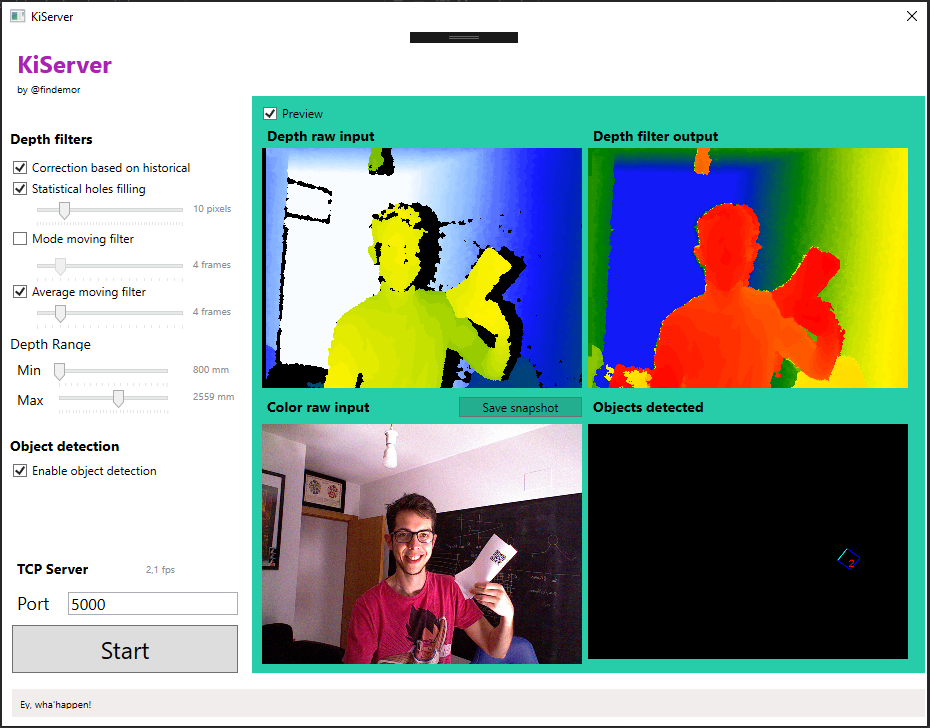 KiServer
KiServer
by @findemor
Depth filters
Correction based on historical
Statistical holes filling
10 pixels
Mode moving filter
4 frames
Average moving filter
4 frames
Depth Range
Min
800 mm
Max
2559 mm
Object detection
Enable object detection
TCP Server
2,1 fps
Port
5000
Start
Preview
Depth raw input
Depth filter output
Color raw input
Save snapshot
Objects detected
2
Ey, wha'happen!